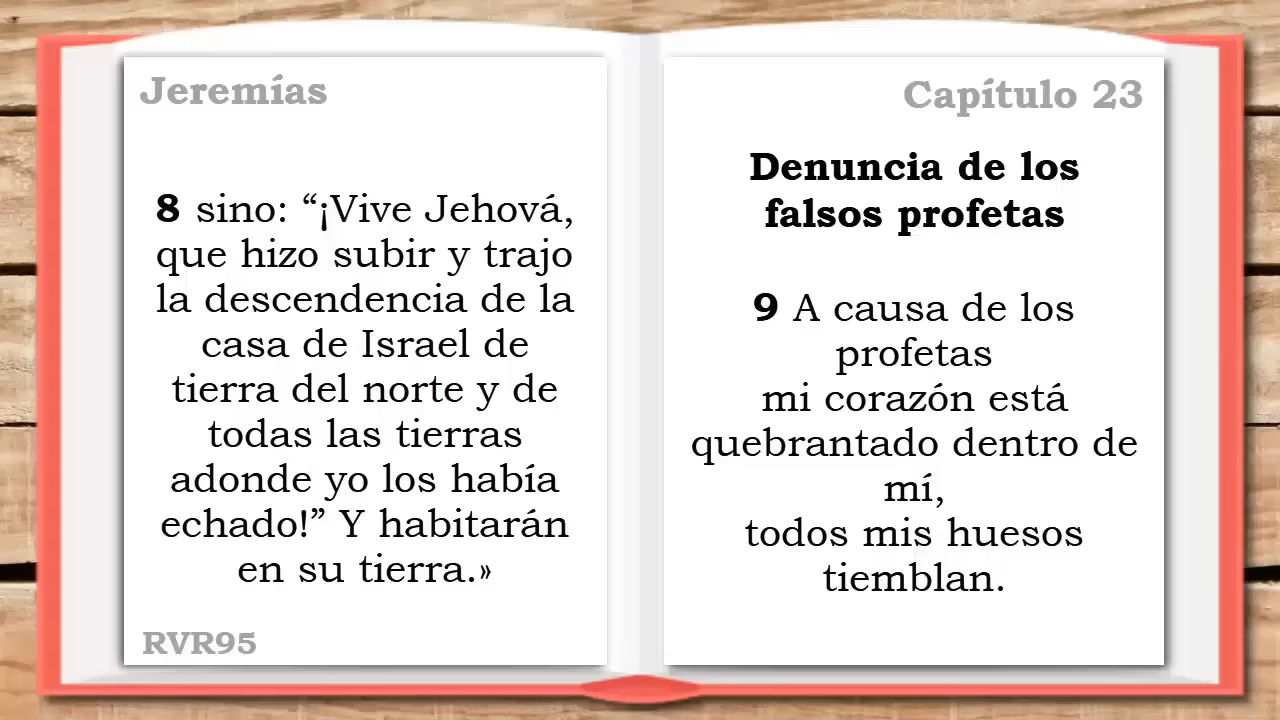 Jeremías
8 sino: “¡Vive Jehová,
que hizo subir y trajo
la descendencia de la
casa de Israel de
tierra del norte y de
todas las tierras
adonde yo los había
echado!” Y habitarán
en su tierra.»
RVR95
Capítulo 23
Denuncia de los
falsos profetas
9 A causa de los
profetas
mi corazón está
quebrantado dentro de
mí,
todos mis huesos
tiemblan.